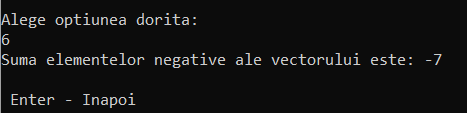 Alege optiunea dorita:
6
Suma elementelor negative ale vectorului este: -7
Enter - Inapoi